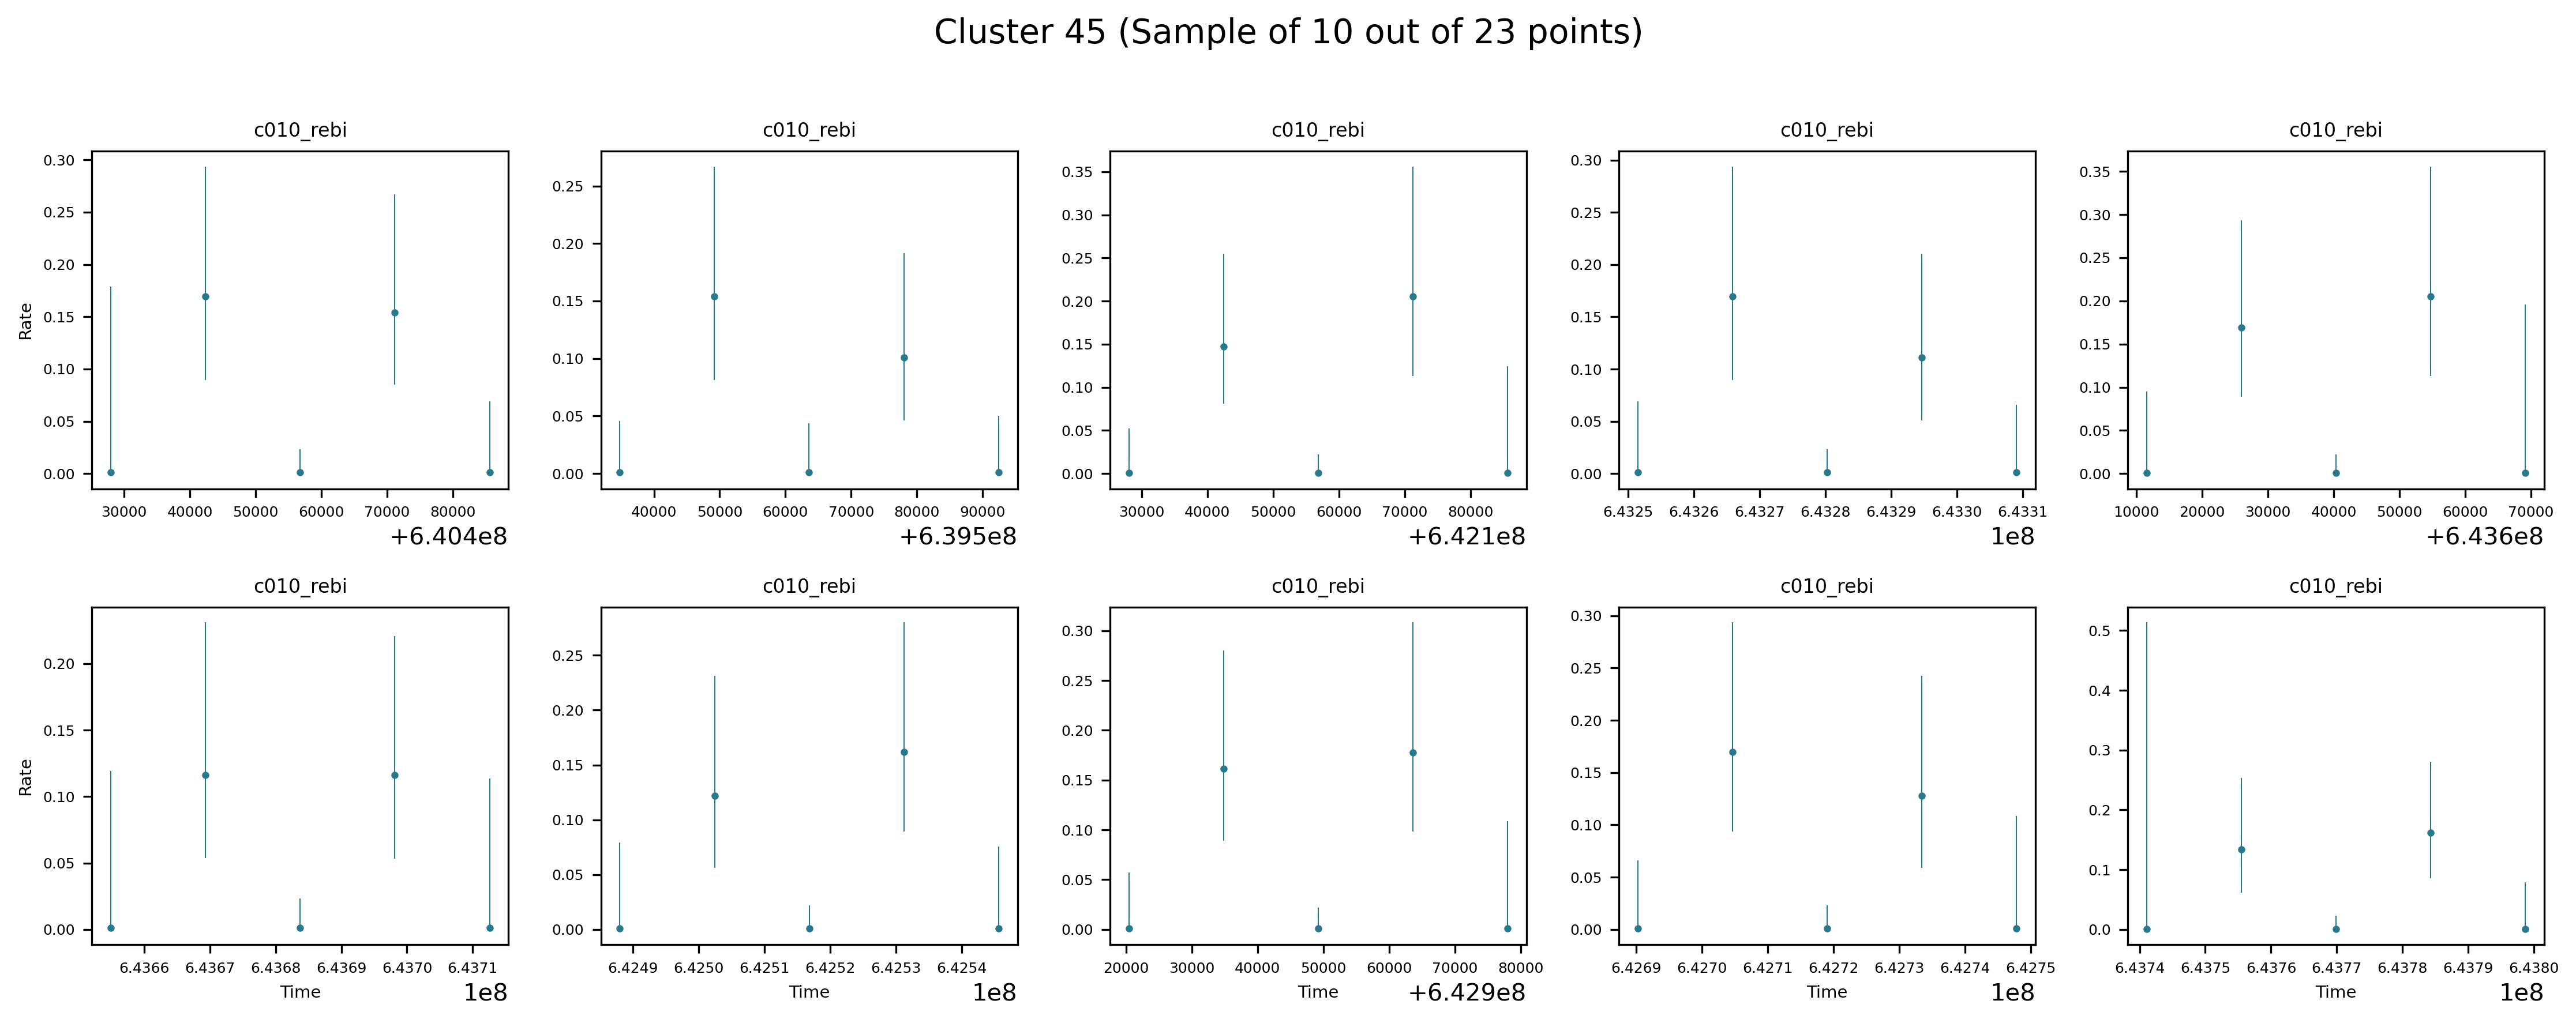 Cluster 45 (Sample of 10 out of 23 points)
c010_rebi c010_rebi c010_rebi c010_rebi c010_rebi
0.30 0.25 0.20 0.15 0.10 0.05 0.00
Rate
30000 40000 50000 60000 70000 80000
+6.404e8
0.25 0.20 0.15 0.10 0.05 0.00
40000 50000 60000 70000 80000 90000
+6.395e8
0.35 0.30 0.25 0.20 0.15 0.10 0.05 0.00
30000 40000 50000 60000 70000 80000
+6.421e8
0.30 0.25 0.20 0.15 0.10 0.05 0.00
6.4325 6.4326 6.4327 6.4328 6.4329 6.4330 6.4331
1e8
0.35 0.30 0.25 0.20 0.15 0.10 0.05 0.00
10000 20000 30000 40000 50000 60000 70000
+6.436e8
c010_rebi c010_rebi c010_rebi c010_rebi c010_rebi
0.20 0.15 0.10 0.05 0.00
Rate
6.4366 6.4367 6.4368 6.4369 6.4370 6.4371
Time 1e8
0.25 0.20 0.15 0.10 0.05 0.00
6.4249 6.4250 6.4251 6.4252 6.4253 6.4254
Time 1e8
0.30 0.25 0.20 0.15 0.10 0.05 0.00
20000 30000 40000 50000 60000 70000 80000
Time +6.429e8
0.30 0.25 0.20 0.15 0.10 0.05 0.00
6.4269 6.4270 6.4271 6.4272 6.4273 6.4274 6.4275
Time 1e8
0.5 0.4 0.3 0.2 0.1 0.0
6.4374 6.4375 6.4376 6.4377 6.4378 6.4379 6.4380
Time 1e8